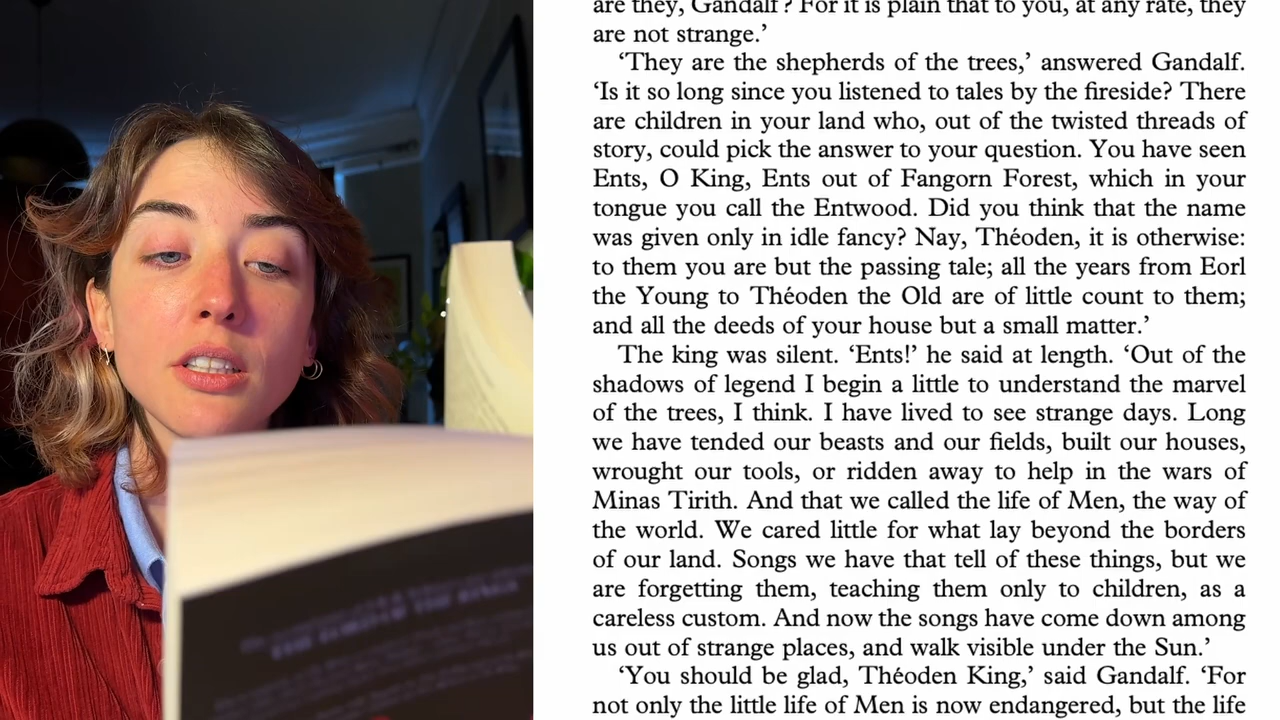 are they, Gandalf? For it is plain that to you, at any rate, they
are not strange.’
‘They are the shepherds of the trees,’ answered Gandalf.
‘Is it so long since you listened to tales by the fireside? There
are children in your land who, out of the twisted threads of
story, could pick the answer to your question. You have seen
Ents, O King, Ents out of Fangorn Forest, which in your
tongue you call the Entwood. Did you think that the name
was given only in idle fancy? Nay, Théoden, it is otherwise:
to them you are but the passing tale; all the years from Eorl
the Young to Théoden the Old are of little count to them;
and all the deeds of your house but a small matter.’
The king was silent. ‘Ents!’ he said at length. ‘Out of the
shadows of legend I begin a little to understand the marvel
of the trees, I think. I have lived to see strange days. Long
we have tended our beasts and our fields, built our houses,
wrought our tools, or ridden away to help in the wars of
Minas Tirith. And that we called the life of Men, the way of
the world. We cared little for what lay beyond the borders
of our land. Songs we have that tell of these things, but we
are forgetting them, teaching them only to children, as a
careless custom. And now the songs have come down among
us out of strange places, and walk visible under the Sun.’
‘You should be glad, Théoden King,’ said Gandalf. ‘For
not only the little life of Men is now endangered, but the life